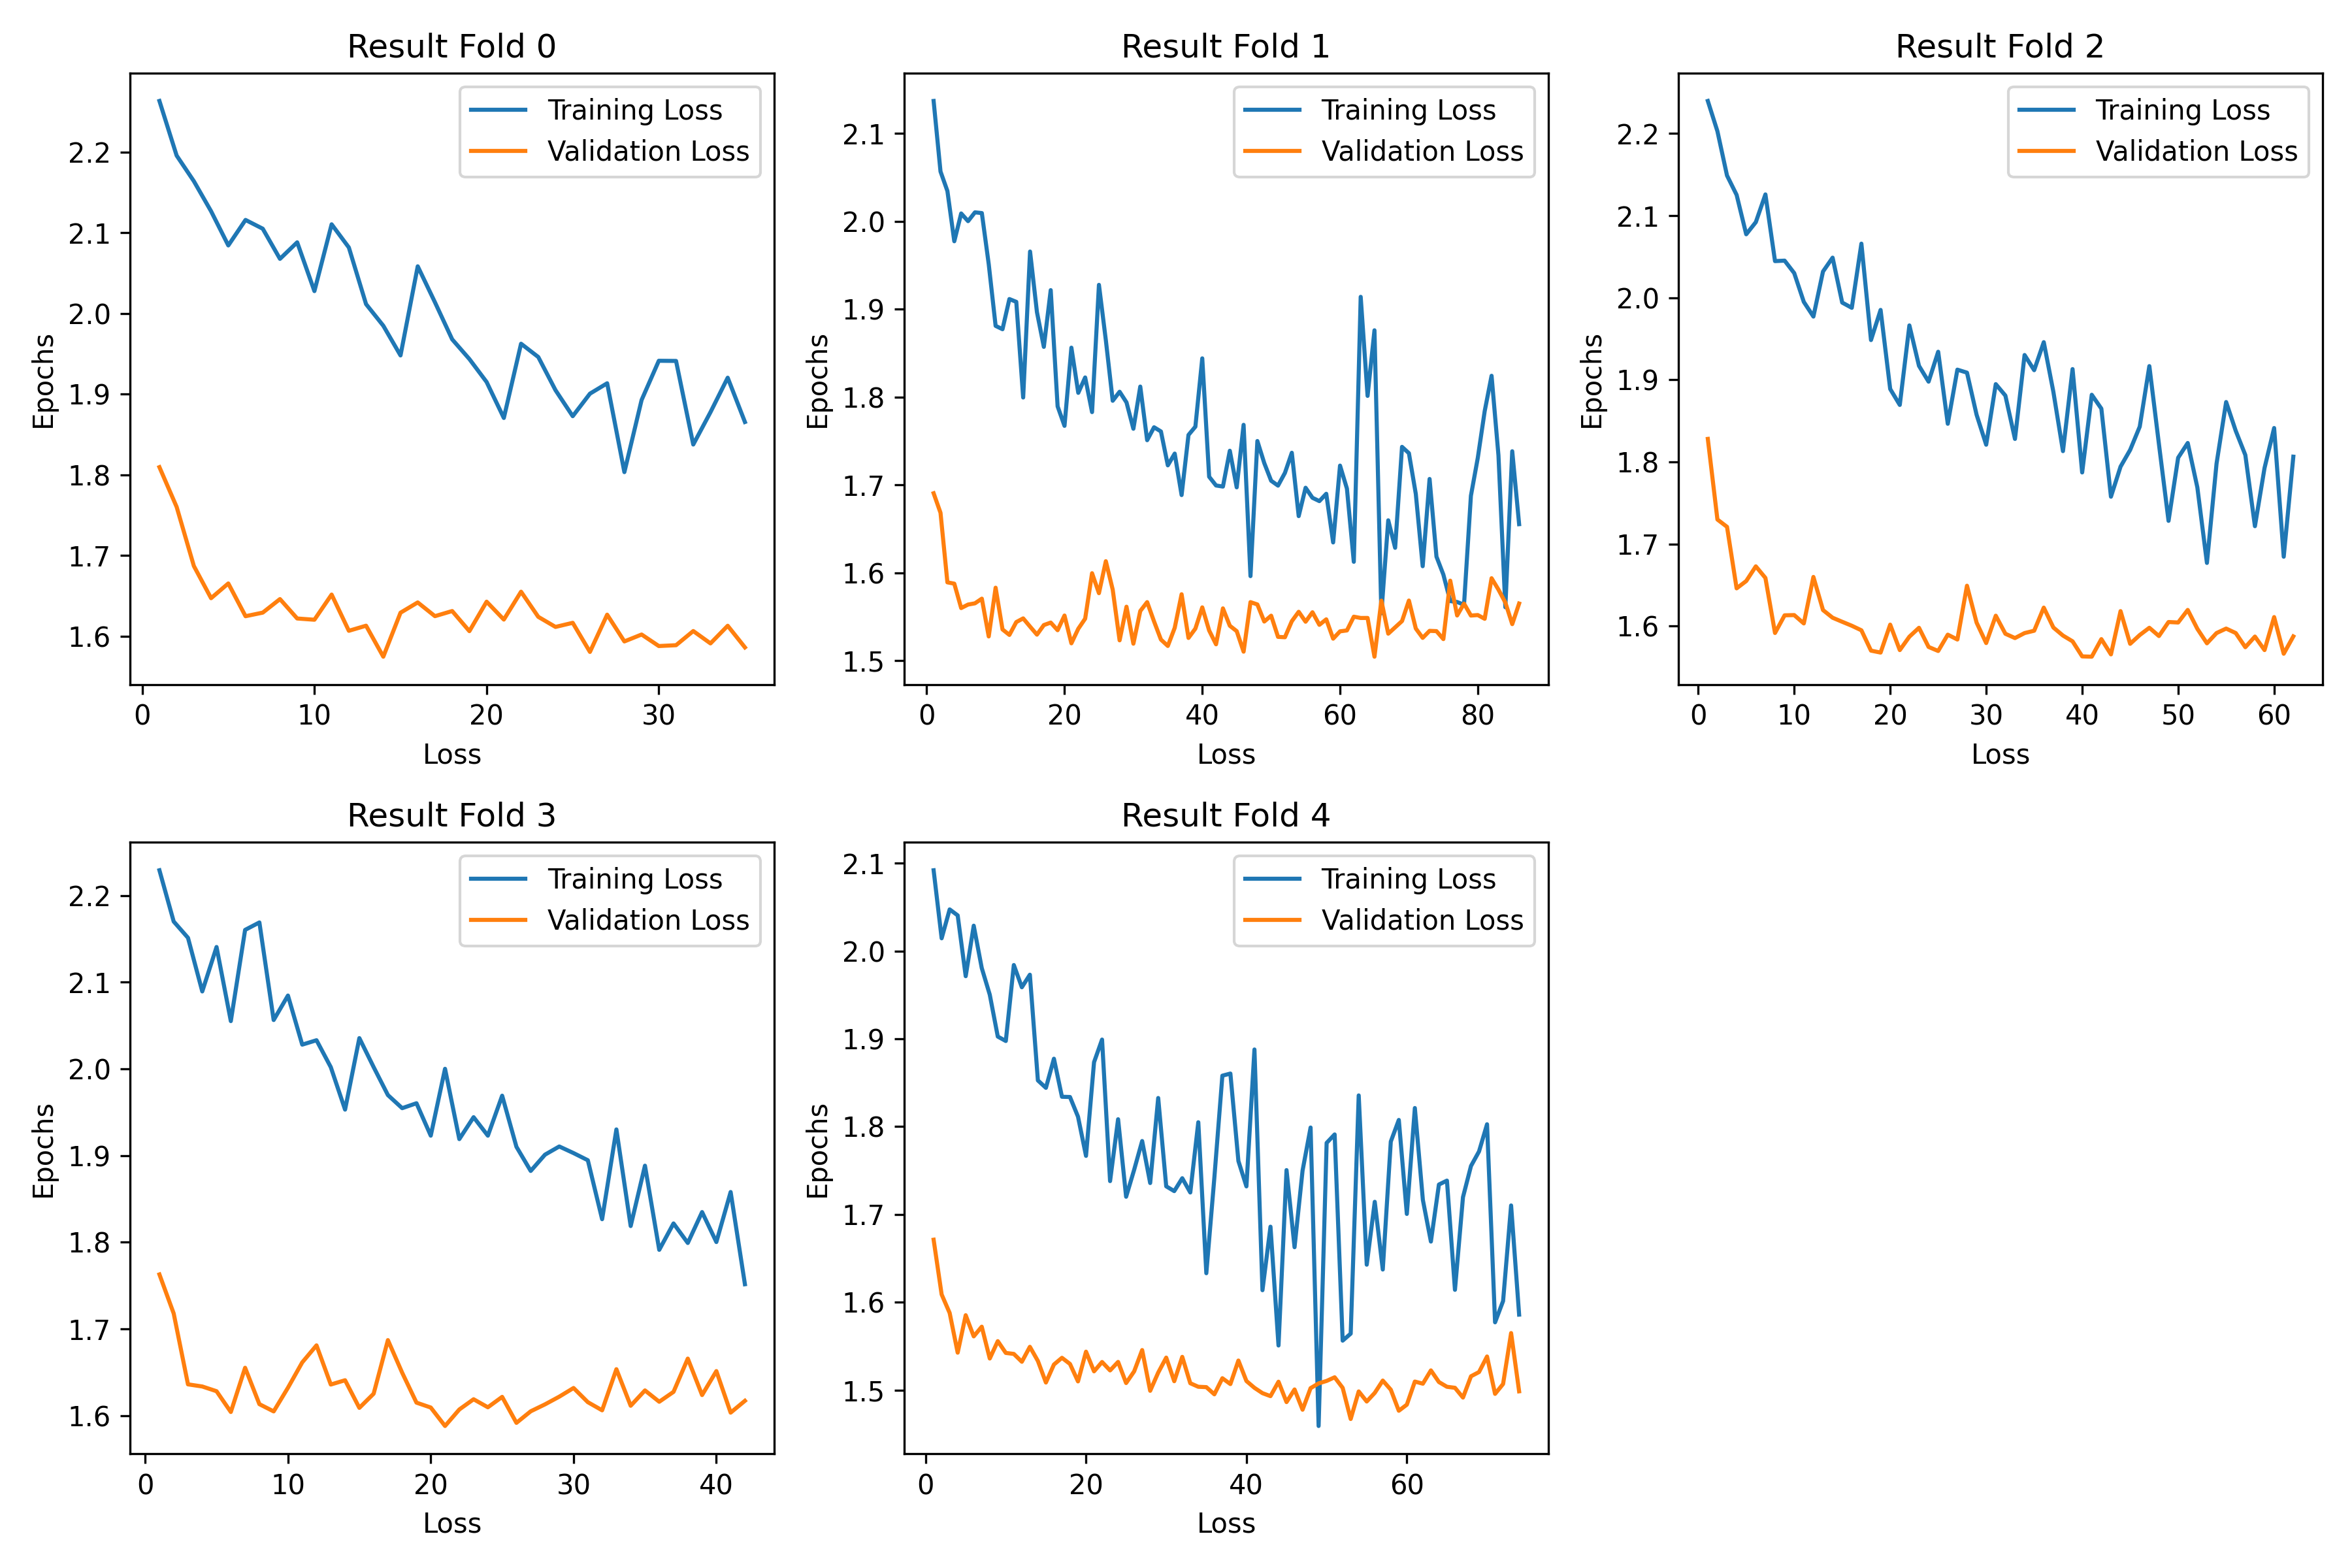 Result Fold 0
Training Loss
Validation Loss
2.2
2.1
2.0
1.9
1.8
1.7
1.6
Epochs
0 10 20 30
Loss
Result Fold 1
Training Loss
Validation Loss
2.1
2.0
1.9
1.8
1.7
1.6
1.5
Epochs
0 20 40 60 80
Loss
Result Fold 2
Training Loss
Validation Loss
2.2
2.1
2.0
1.9
1.8
1.7
1.6
Epochs
0 10 20 30 40 50 60
Loss
Result Fold 3
Training Loss
Validation Loss
2.2
2.1
2.0
1.9
1.8
1.7
1.6
Epochs
0 10 20 30 40
Loss
Result Fold 4
Training Loss
Validation Loss
2.1
2.0
1.9
1.8
1.7
1.6
1.5
Epochs
0 20 40 60
Loss